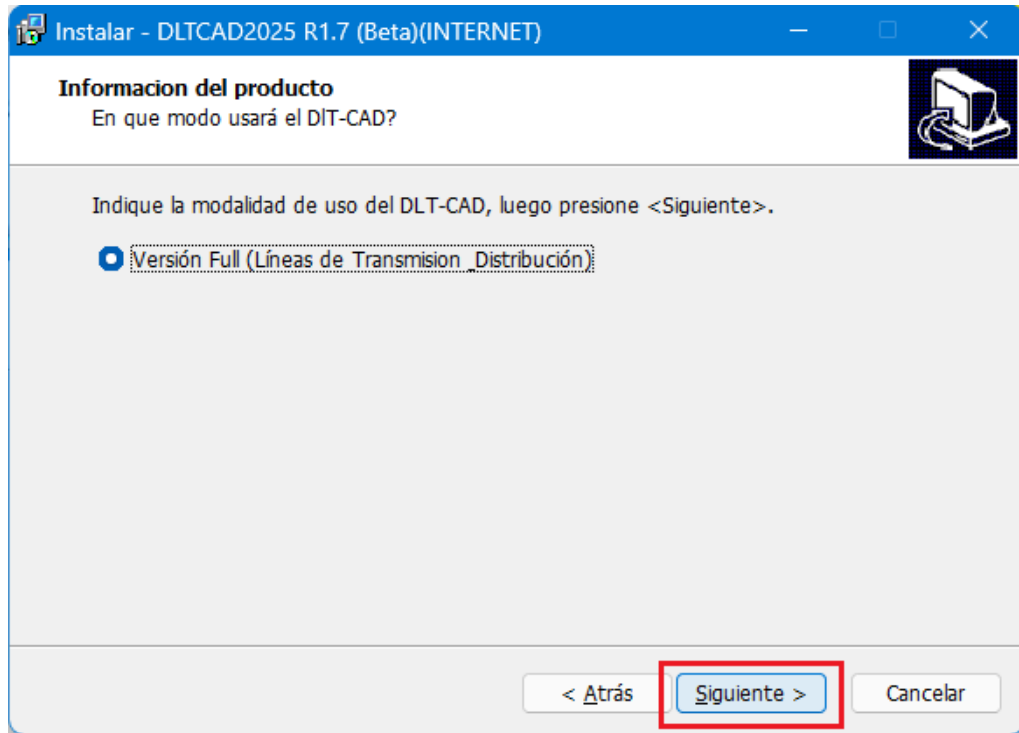 Instalar - DLTCAD2025 R1.7 (Beta)(INTERNET)
Informacion del producto
En que modo usará el DlT-CAD?
Indique la modalidad de uso del DLT-CAD, luego presione <Siguiente>.
Versión Full (Líneas de Transmision _Distribución)
< Atrás
Siguiente >
Cancelar